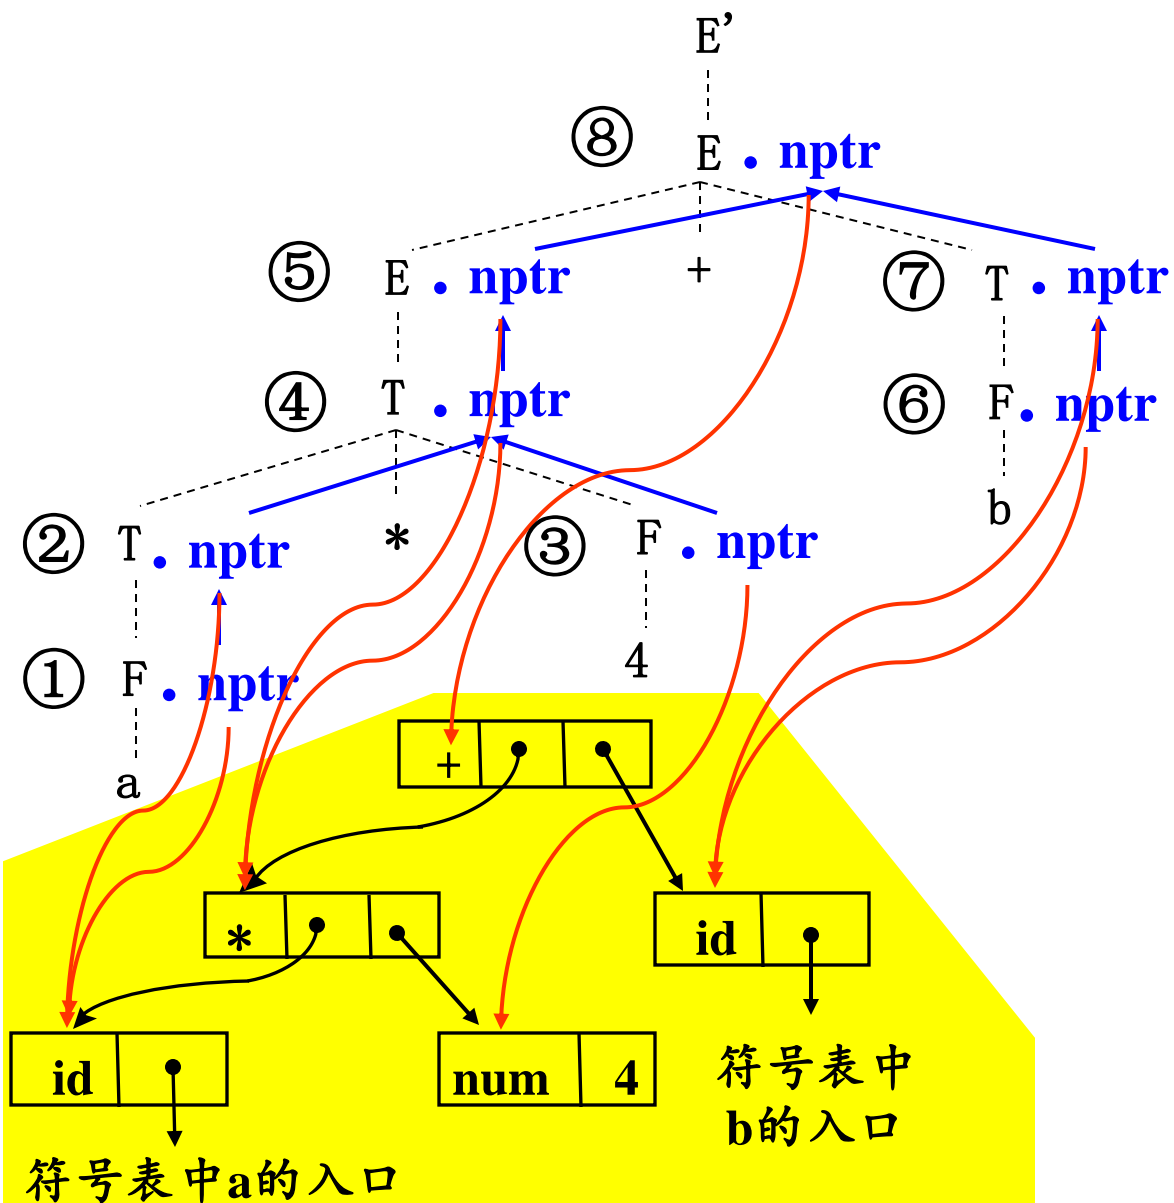 E'
⑧ E . nptr
⑤ E . nptr + ⑦ T . nptr
④ T . nptr ⑥ F . nptr
② T . nptr * ③ F . nptr b
① F . nptr 4
a
+
* id
id num 4
符号表中
b的入口
符号表中a的入口